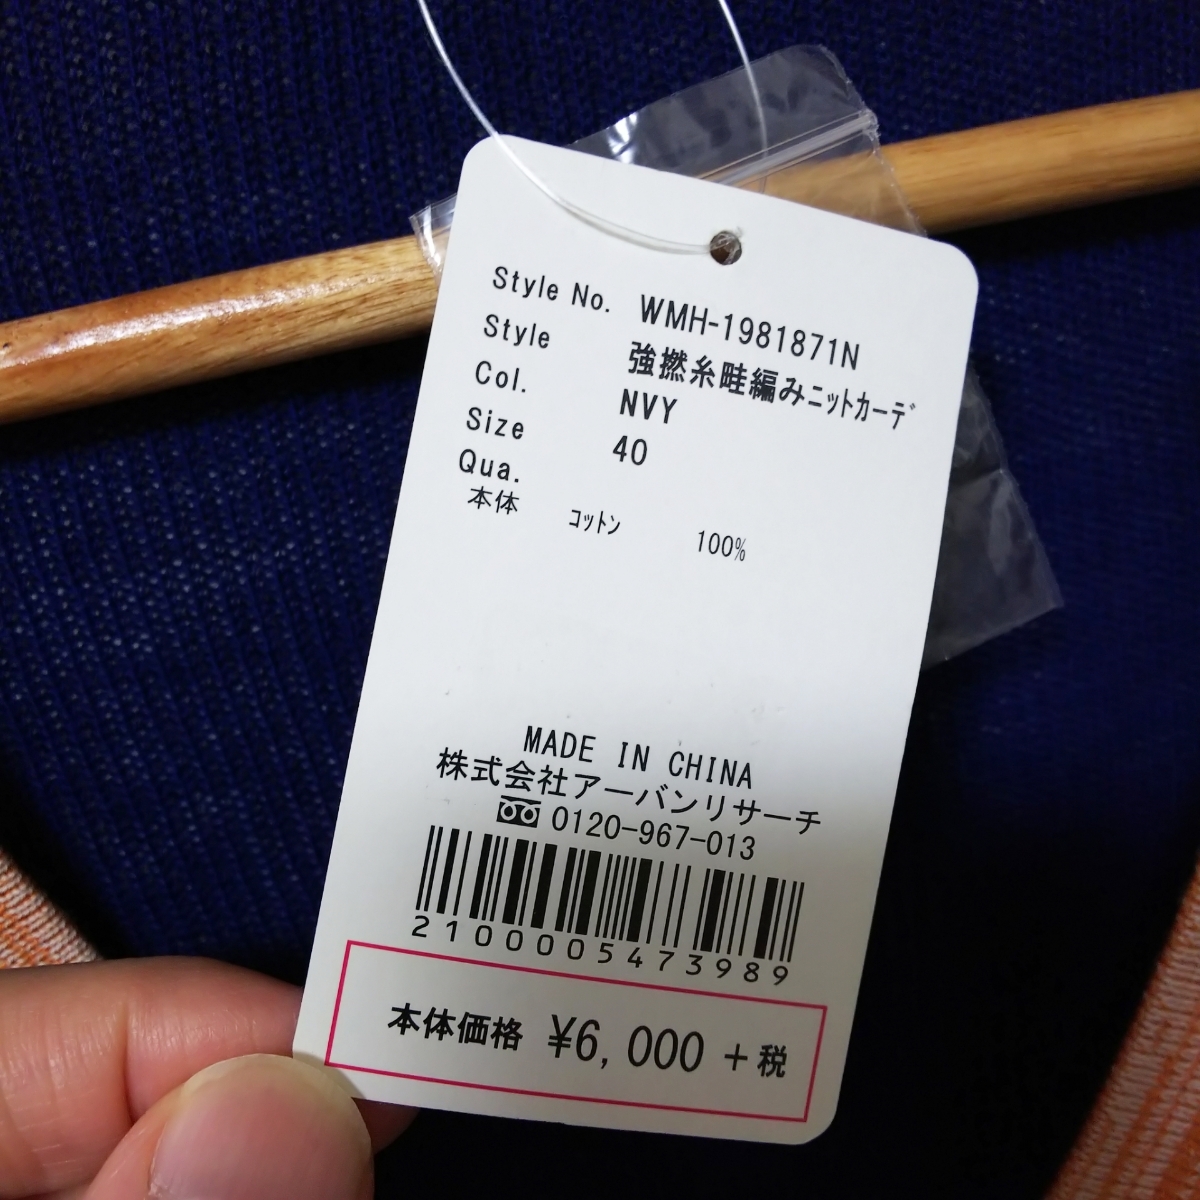 Style No. WMH-1981871N
Style 強撚糸畦編みニットカーデ
Col. NVY
Size 40
Qua.
本体 コットン 100%
MADE IN CHINA
株式会社アーバンリサーチ
0120-967-013
2100005473989
本体価格 ¥6,000 +税